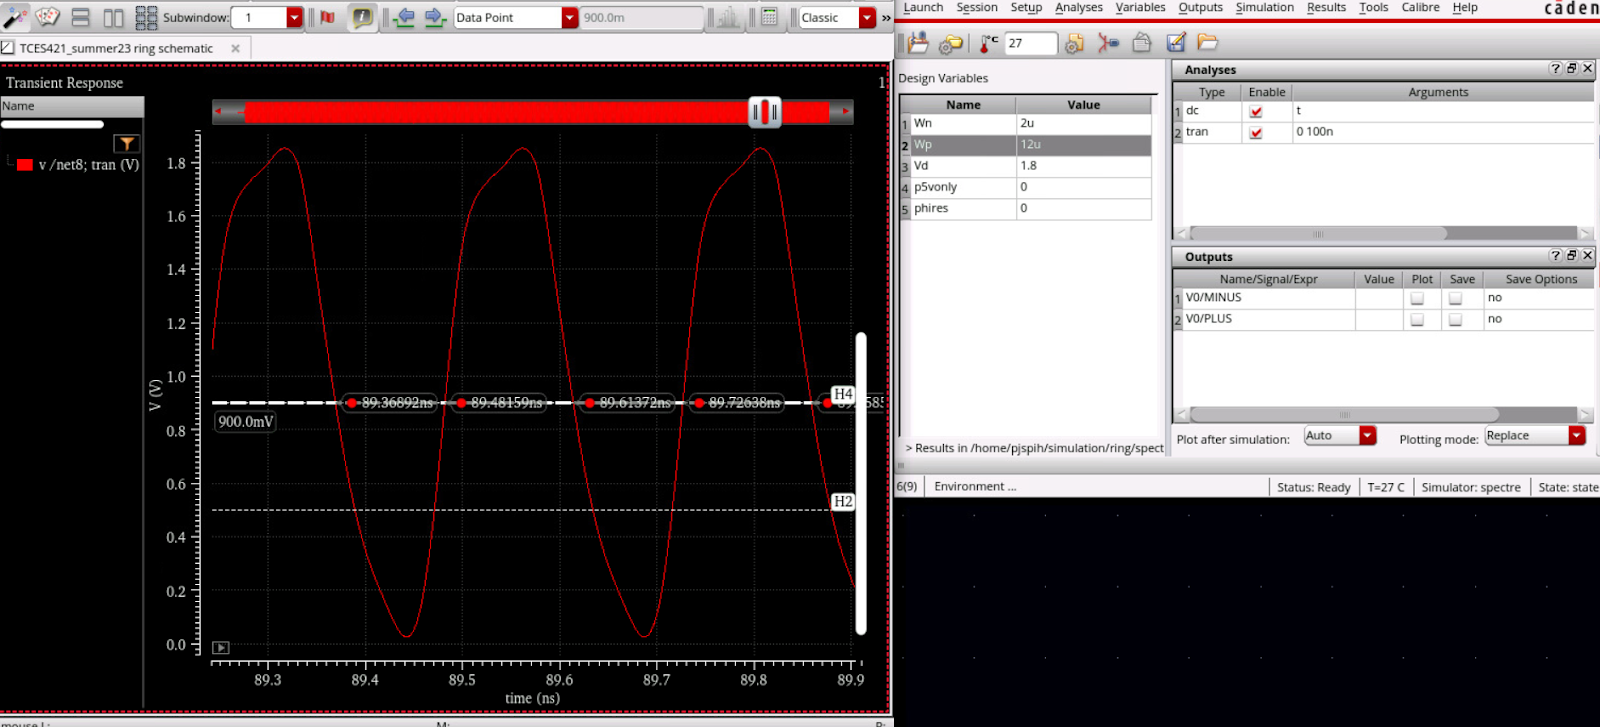 Subwindow: 1 Data Point 900.0m Classic »
TCES421_summer23 ring schematic ×
Transient Response 1
Name
v /net8; tran (V)
1.8
1.6
1.4
1.2
1.0
0.8
0.6
0.4
0.2
0.0
V (V)
900.0mV
89.36892ns 89.48159ns 89.61372ns 89.72638ns
H4
H2
89.3 89.4 89.5 89.6 89.7 89.8 89.9
time (ns)
mouse L: M: R:
Launch Session Setup Analyses Variables Outputs Simulation Results Tools Calibre Help cāden
°C 27
Design Variables
Name Value
1 Wn 2u
2 Wp 12u
3 Vd 1.8
4 p5vonly 0
5 phires 0
> Results in /home/pjspih/simulation/ring/spect
Analyses ?
Type Enable Arguments
1 dc t
2 tran 0 100n
Outputs ?
Name/Signal/Expr Value Plot Save Save Options
1 V0/MINUS no
2 V0/PLUS no
Plot after simulation: Auto Plotting mode: Replace
6(9) Environment ... Status: Ready T=27 C Simulator: spectre State: state